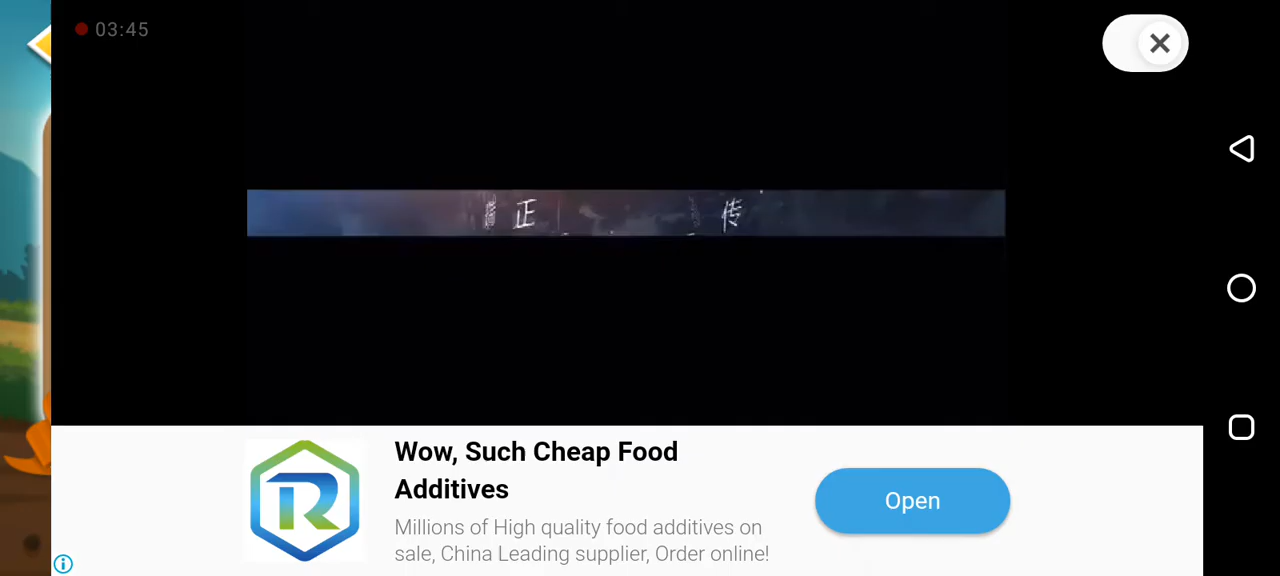 03:45
正 传
Wow, Such Cheap Food
Additives
Millions of High quality food additives on
sale, China Leading supplier, Order online!
Open